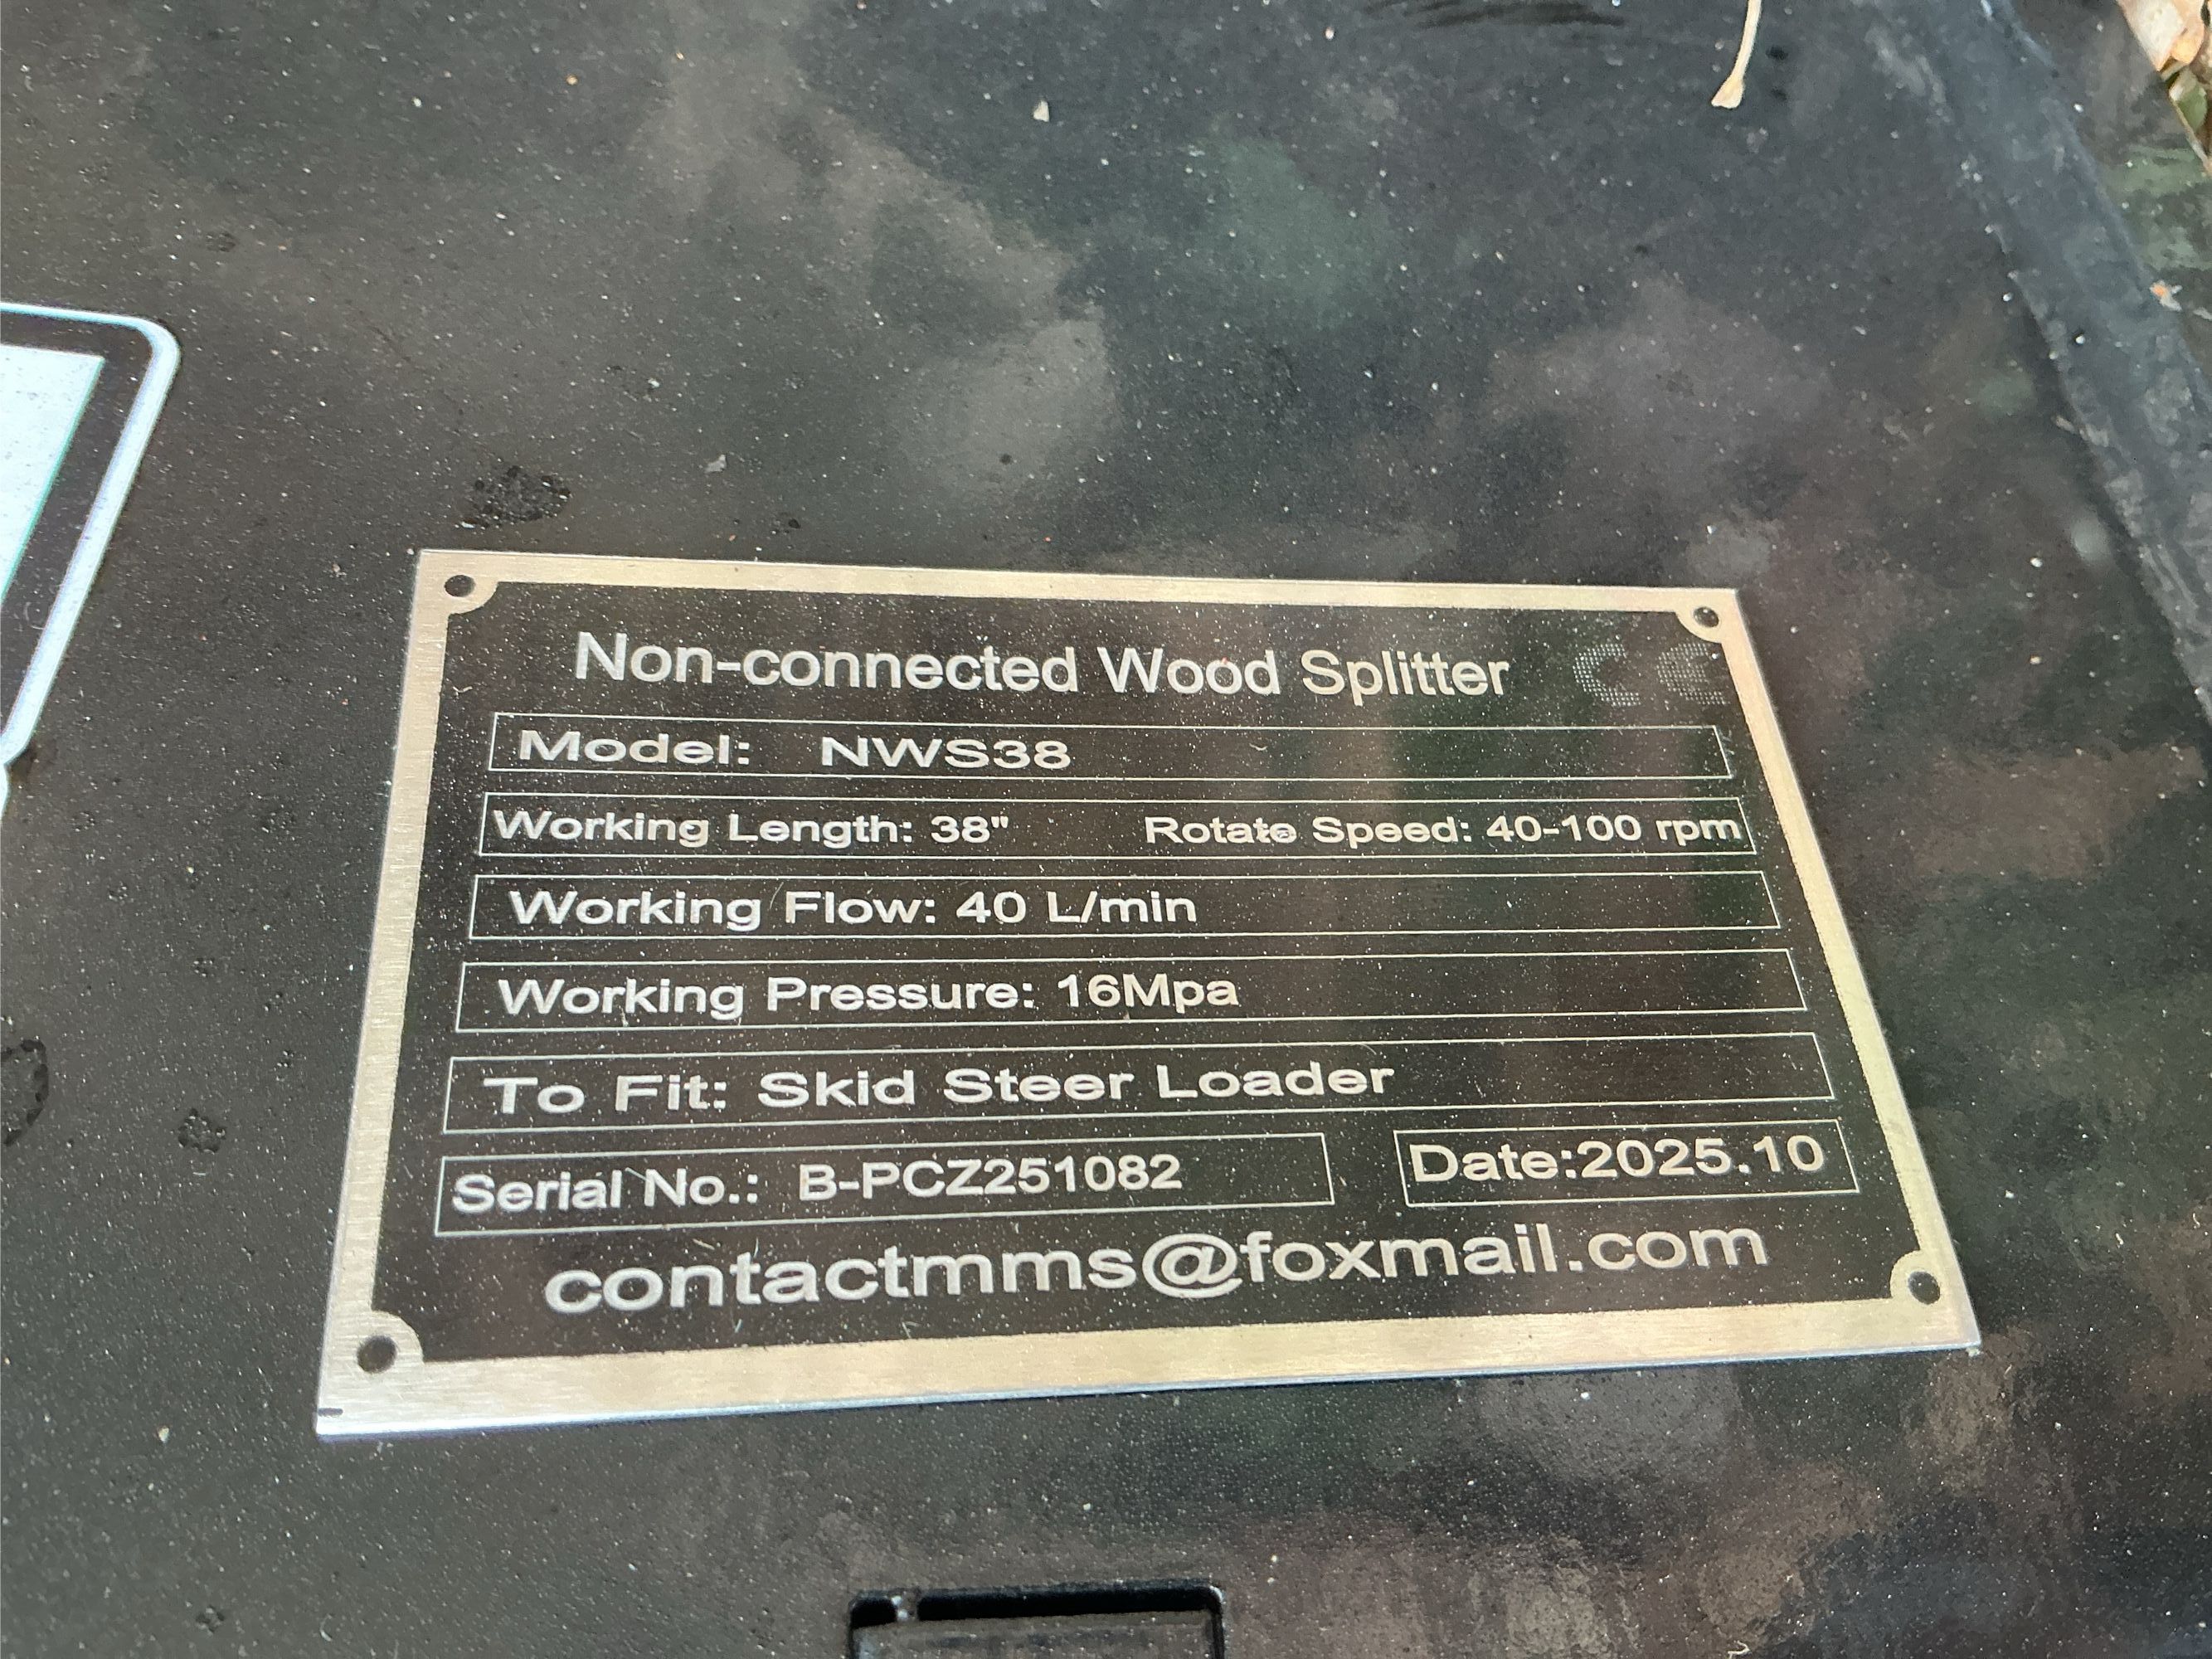 Non-connected Wood Splitter CE
Model: NWS38
Working Length: 38" Rotate Speed: 40-100 rpm
Working Flow: 40 L/min
Working Pressure: 16Mpa
To Fit: Skid Steer Loader
Serial No.: B-PCZ251082 Date:2025.10
contactmms@foxmail.com